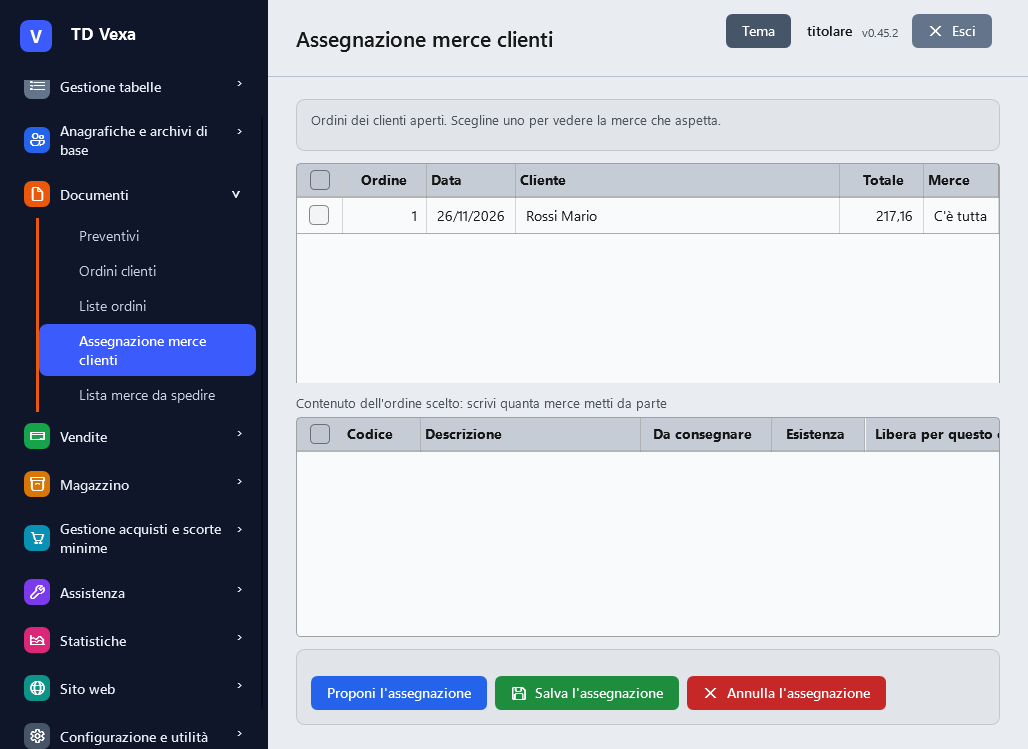 V
TD Vexa
Gestione tabelle
Anagrafiche e archivi di
base
Documenti
Preventivi
Ordini clienti
Liste ordini
Assegnazione merce
clienti
Lista merce da spedire
Vendite
Magazzino
Gestione acquisti e scorte
minime
Assistenza
Statistiche
Sito web
Configurazione e utilità
Assegnazione merce clienti
Tema titolare v0.45.2 Esci
Ordini dei clienti aperti. Scegline uno per vedere la merce che aspetta.
Ordine Data Cliente Totale Merce
1 26/11/2026 Rossi Mario 217,16 C'è tutta
Contenuto dell'ordine scelto: scrivi quanta merce metti da parte
Codice Descrizione Da consegnare Esistenza Libera per questo
Proponi l'assegnazione Salva l'assegnazione Annulla l'assegnazione